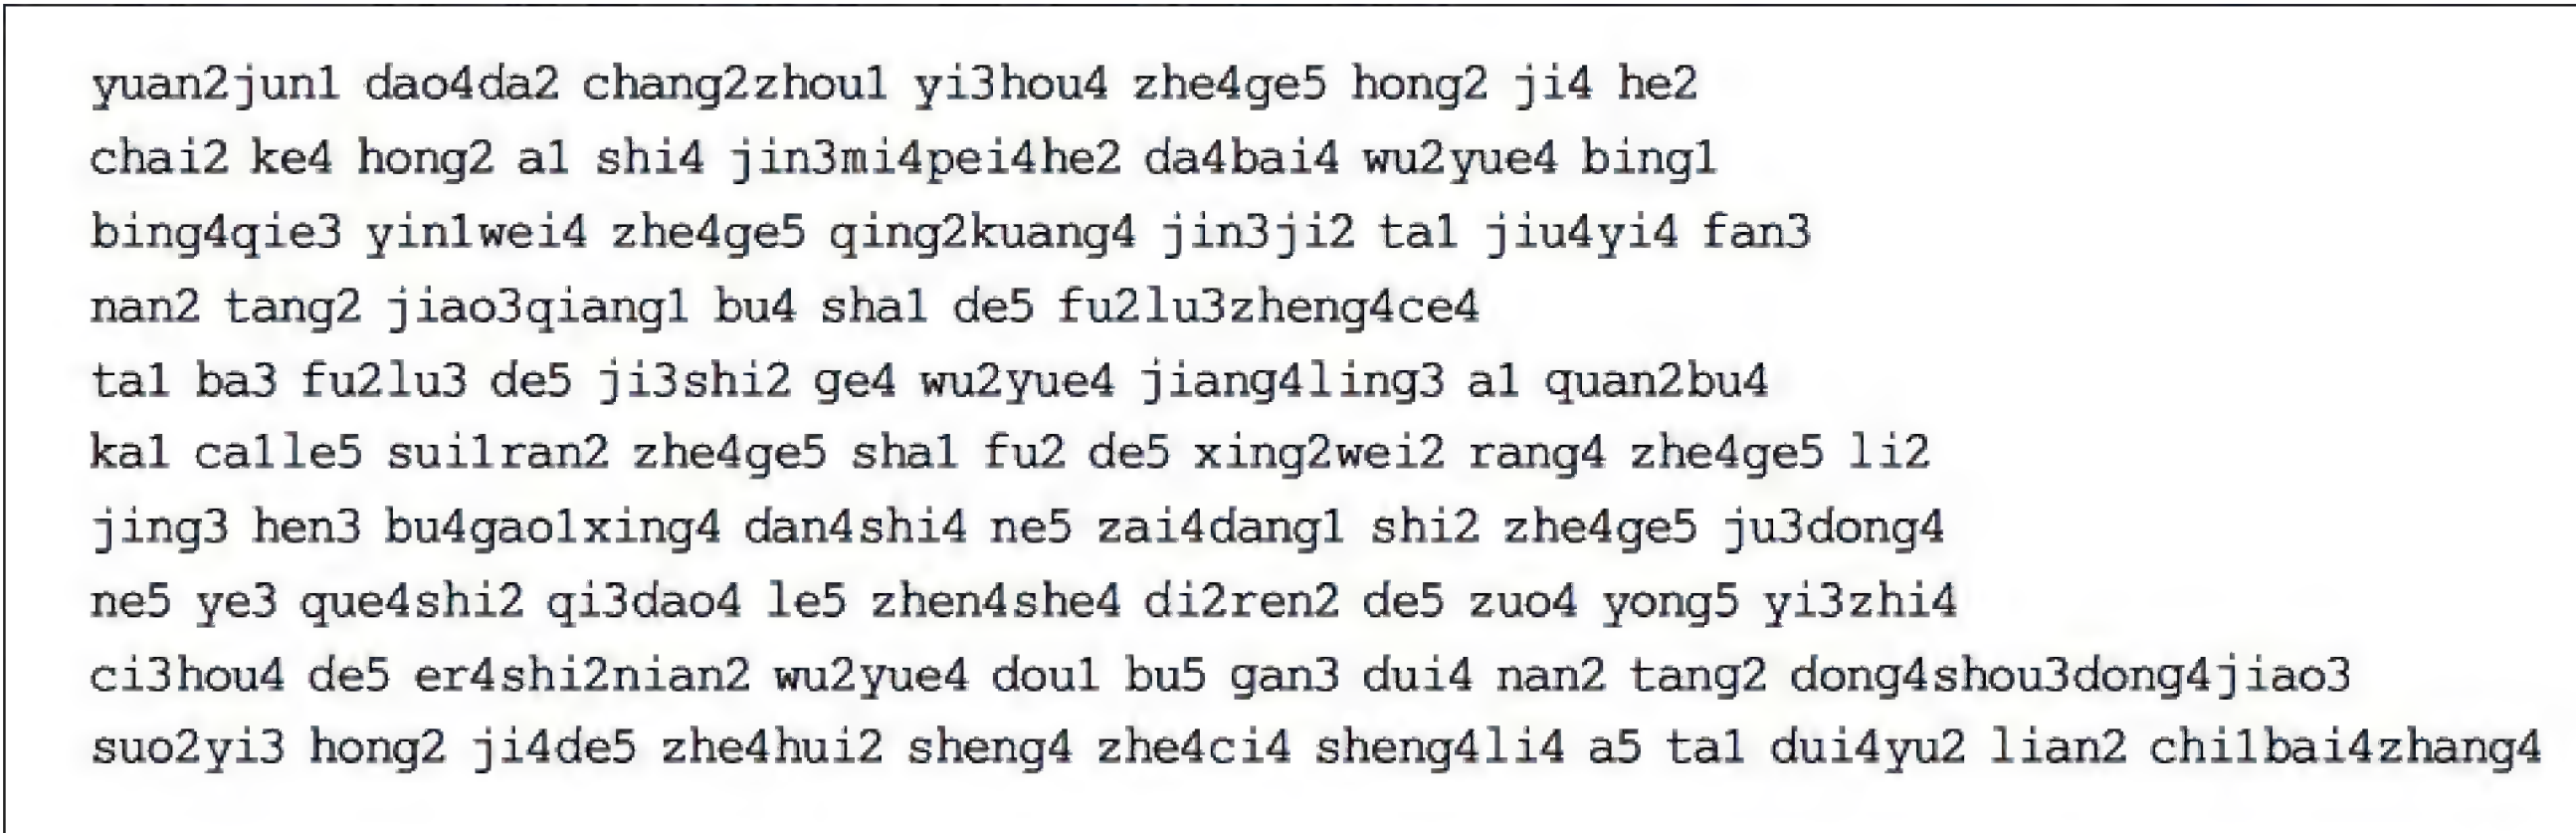 yuan2jun1 dao4da2 chang2zhou1 yi3hou4 zhe4ge5 hong2 ji4 he2
chai2 ke4 hong2 a1 shi4 jin3mi4pei4he2 da4bai4 wu2yue4 bing1
bing4qie3 yin1wei4 zhe4ge5 qing2kuang4 jin3ji2 ta1 jiu4yi4 fan3
nan2 tang2 jiao3qiang1 bu4 sha1 de5 fu2lu3zheng4ce4
ta1 ba3 fu2lu3 de5 ji3shi2 ge4 wu2yue4 jiang4ling3 a1 quan2bu4
ka1 ca1le5 sui1ran2 zhe4ge5 sha1 fu2 de5 xing2wei2 rang4 zhe4ge5 li2
jing3 hen3 bu4gao1xing4 dan4shi4 ne5 zai4dang1 shi2 zhe4ge5 ju3dong4
ne5 ye3 que4shi2 qi3dao4 le5 zhen4she4 di2ren2 de5 zuo4 yong5 yi3zhi4
ci3hou4 de5 er4shi2nian2 wu2yue4 dou1 bu5 gan3 dui4 nan2 tang2 dong4shou3dong4jiao3
suo2yi3 hong2 ji4de5 zhe4hui2 sheng4 zhe4ci4 sheng4li4 a5 ta1 dui4yu2 lian2 chi1bai4zhang4